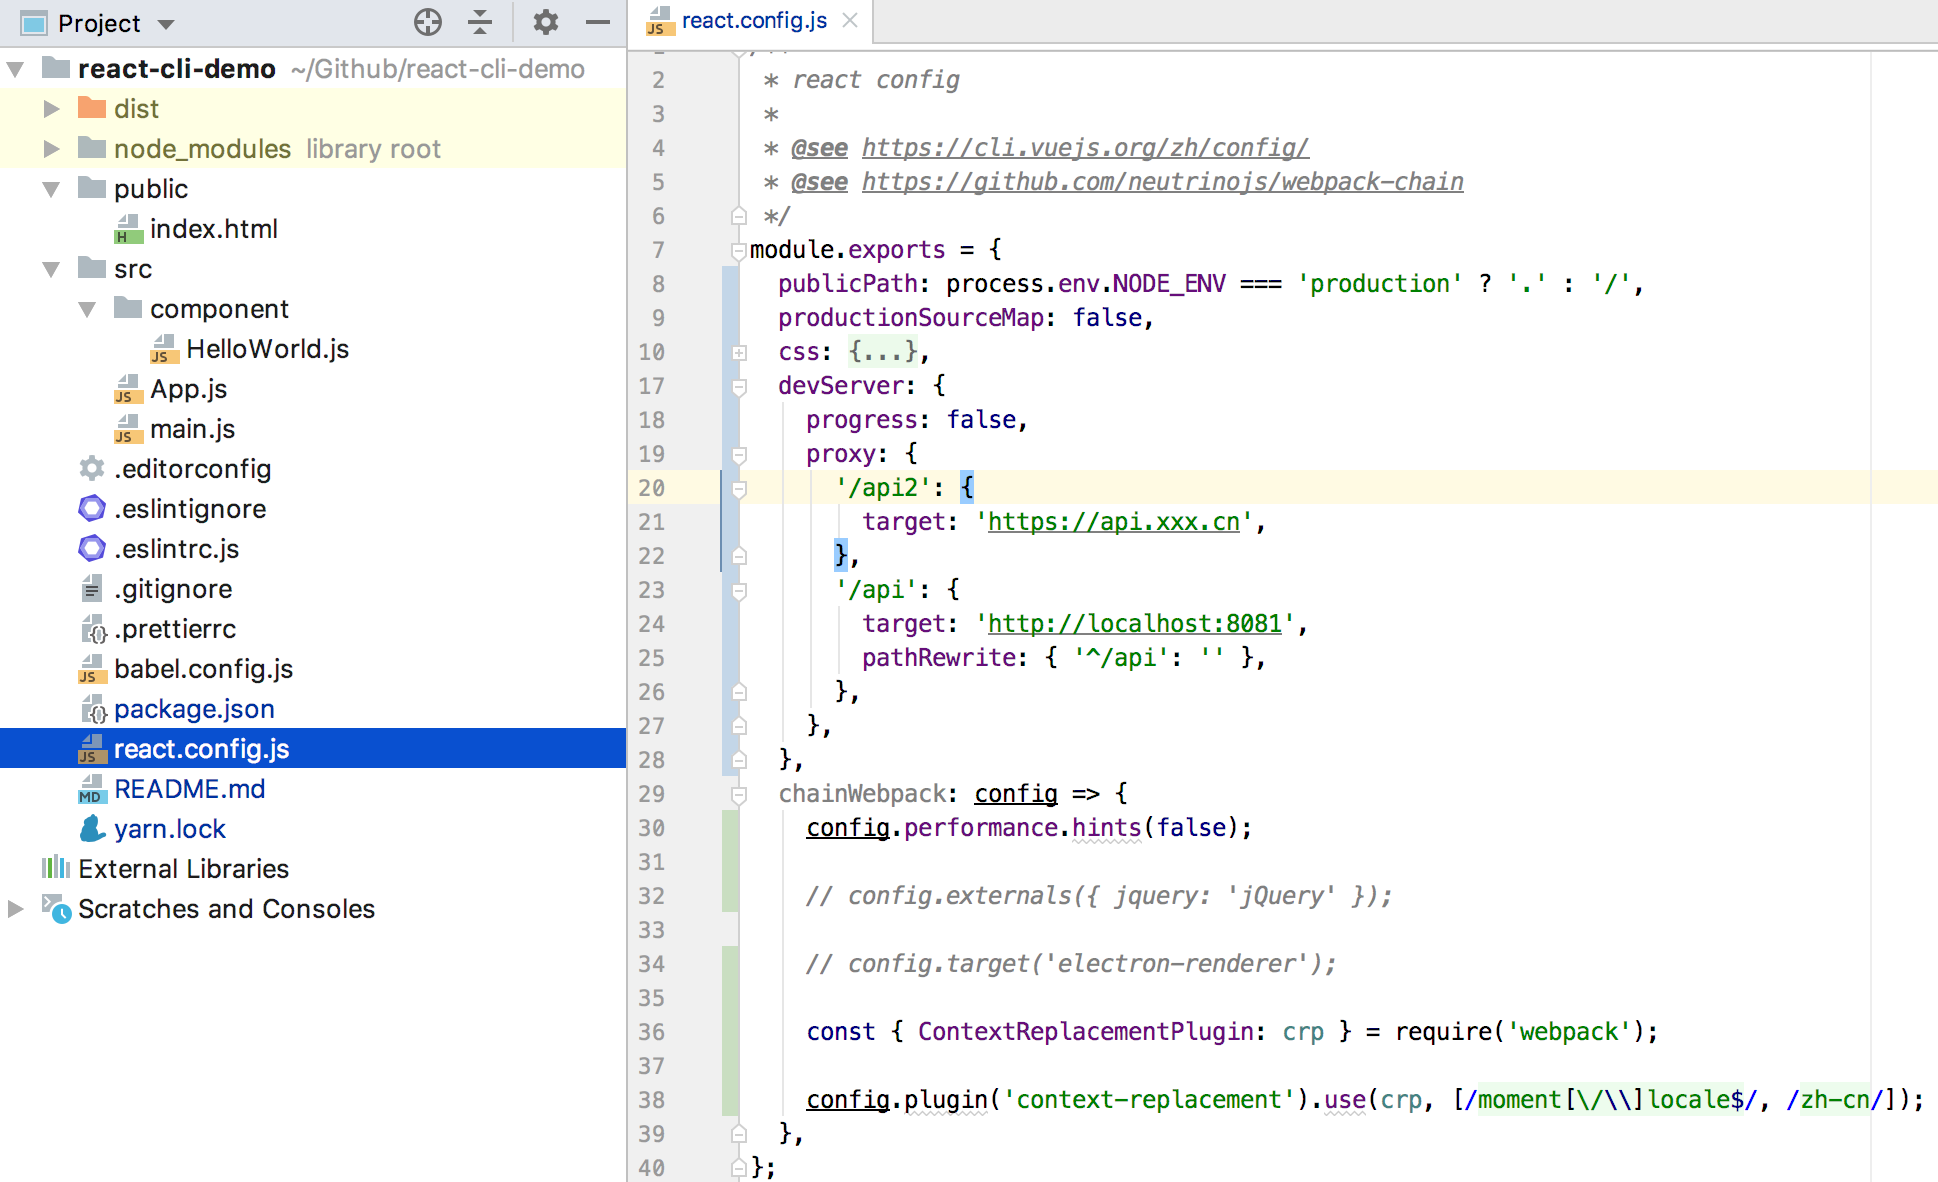 Project
react-cli-demo ~/Github/react-cli-demo
dist
node_modules library root
public
index.html
src
component
HelloWorld.js
App.js
main.js
.editorconfig
.eslintignore
.eslintrc.js
.gitignore
.prettierrc
babel.config.js
package.json
react.config.js
README.md
yarn.lock
External Libraries
Scratches and Consoles
react.config.js
2 * react config
3 *
4 * @see https://cli.vuejs.org/zh/config/
5 * @see https://github.com/neutrinojs/webpack-chain
6 */
7 module.exports = {
8 publicPath: process.env.NODE_ENV === 'production' ? '.' : '/',
9 productionSourceMap: false,
10 css: {...},
17 devServer: {
18 progress: false,
19 proxy: {
20 '/api2': {
21 target: 'https://api.xxx.cn',
22 },
23 '/api': {
24 target: 'http://localhost:8081',
25 pathRewrite: { '^/api': '' },
26 },
27 },
28 },
29 chainWebpack: config => {
30 config.performance.hints(false);
31
32 // config.externals({ jquery: 'jQuery' });
33
34 // config.target('electron-renderer');
35
36 const { ContextReplacementPlugin: crp } = require('webpack');
37
38 config.plugin('context-replacement').use(crp, [/moment[\/\\]locale$/, /zh-cn/]);
39 },
40 };